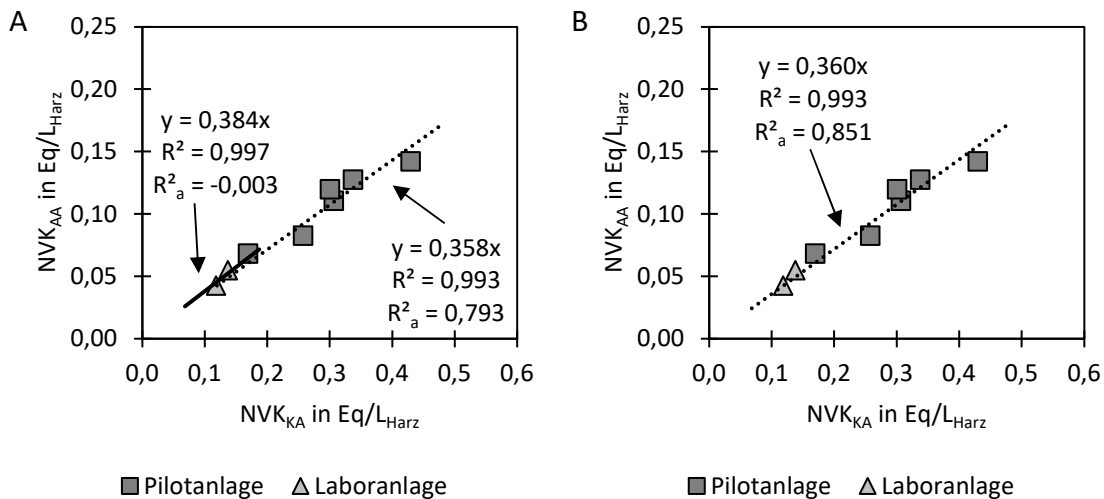 A
0,25
0,20
0,15
0,10
0,05
0,00
NVK_AA in Eq/L_Harz
y = 0,384x
R² = 0,997
R²_a = -0,003
y = 0,358x
R² = 0,993
R²_a = 0,793
0,0 0,1 0,2 0,3 0,4 0,5 0,6
NVK_KA in Eq/L_Harz
Pilotanlage Laboranlage
B
0,25
0,20
0,15
0,10
0,05
0,00
NVK_AA in Eq/L_Harz
y = 0,360x
R² = 0,993
R²_a = 0,851
0,0 0,1 0,2 0,3 0,4 0,5 0,6
NVK_KA in Eq/L_Harz
Pilotanlage Laboranlage